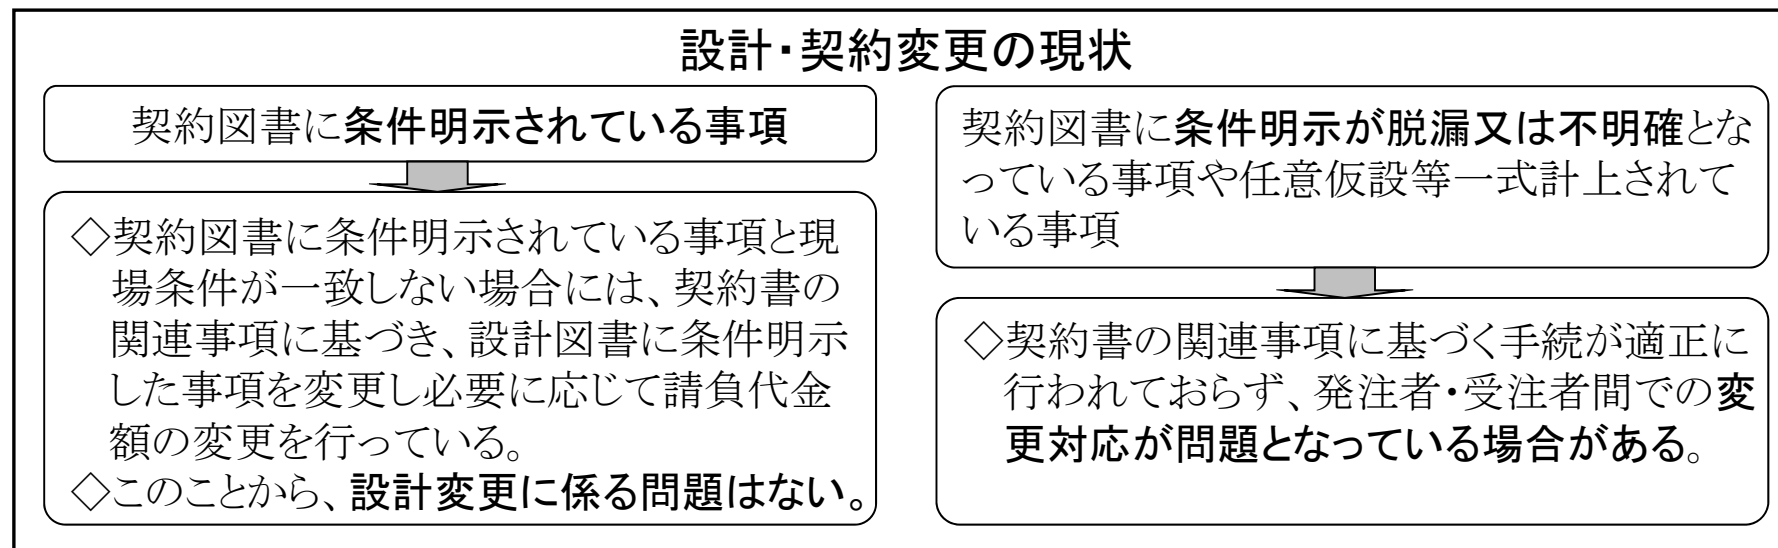 設計・契約変更の現状
契約図書に条件明示されている事項
◇契約図書に条件明示されている事項と現
場条件が一致しない場合には、契約書の
関連事項に基づき、設計図書に条件明示
した事項を変更し必要に応じて請負代金
額の変更を行っている。
◇このことから、設計変更に係る問題はない。
契約図書に条件明示が脱漏又は不明確とな
っている事項や任意仮設等一式計上されて
いる事項
◇契約書の関連事項に基づく手続が適正に
行われておらず、発注者・受注者間での変
更対応が問題となっている場合がある。